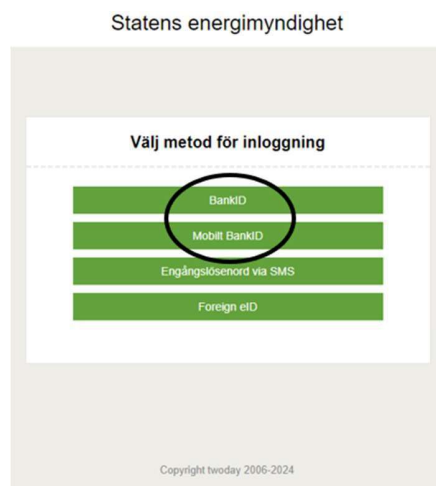 Statens energimyndighet
Välj metod för inloggning
BankID
Mobilt BankID
Engångslösenord via SMS
Foreign eID
Copyright twoday 2006-2024